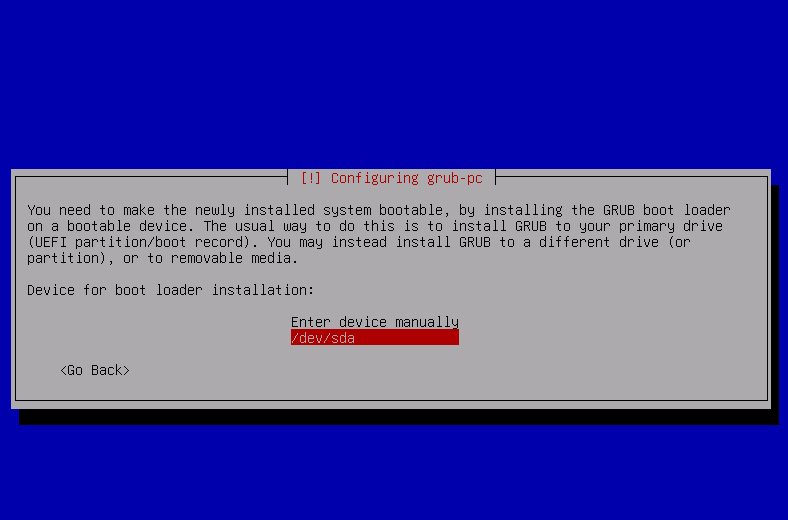 [!] Configuring grub-pc
You need to make the newly installed system bootable, by installing the GRUB boot loader
on a bootable device. The usual way to do this is to install GRUB to your primary drive
(UEFI partition/boot record). You may instead install GRUB to a different drive (or
partition), or to removable media.
Device for boot loader installation:
Enter device manually
/dev/sda
<Go Back>